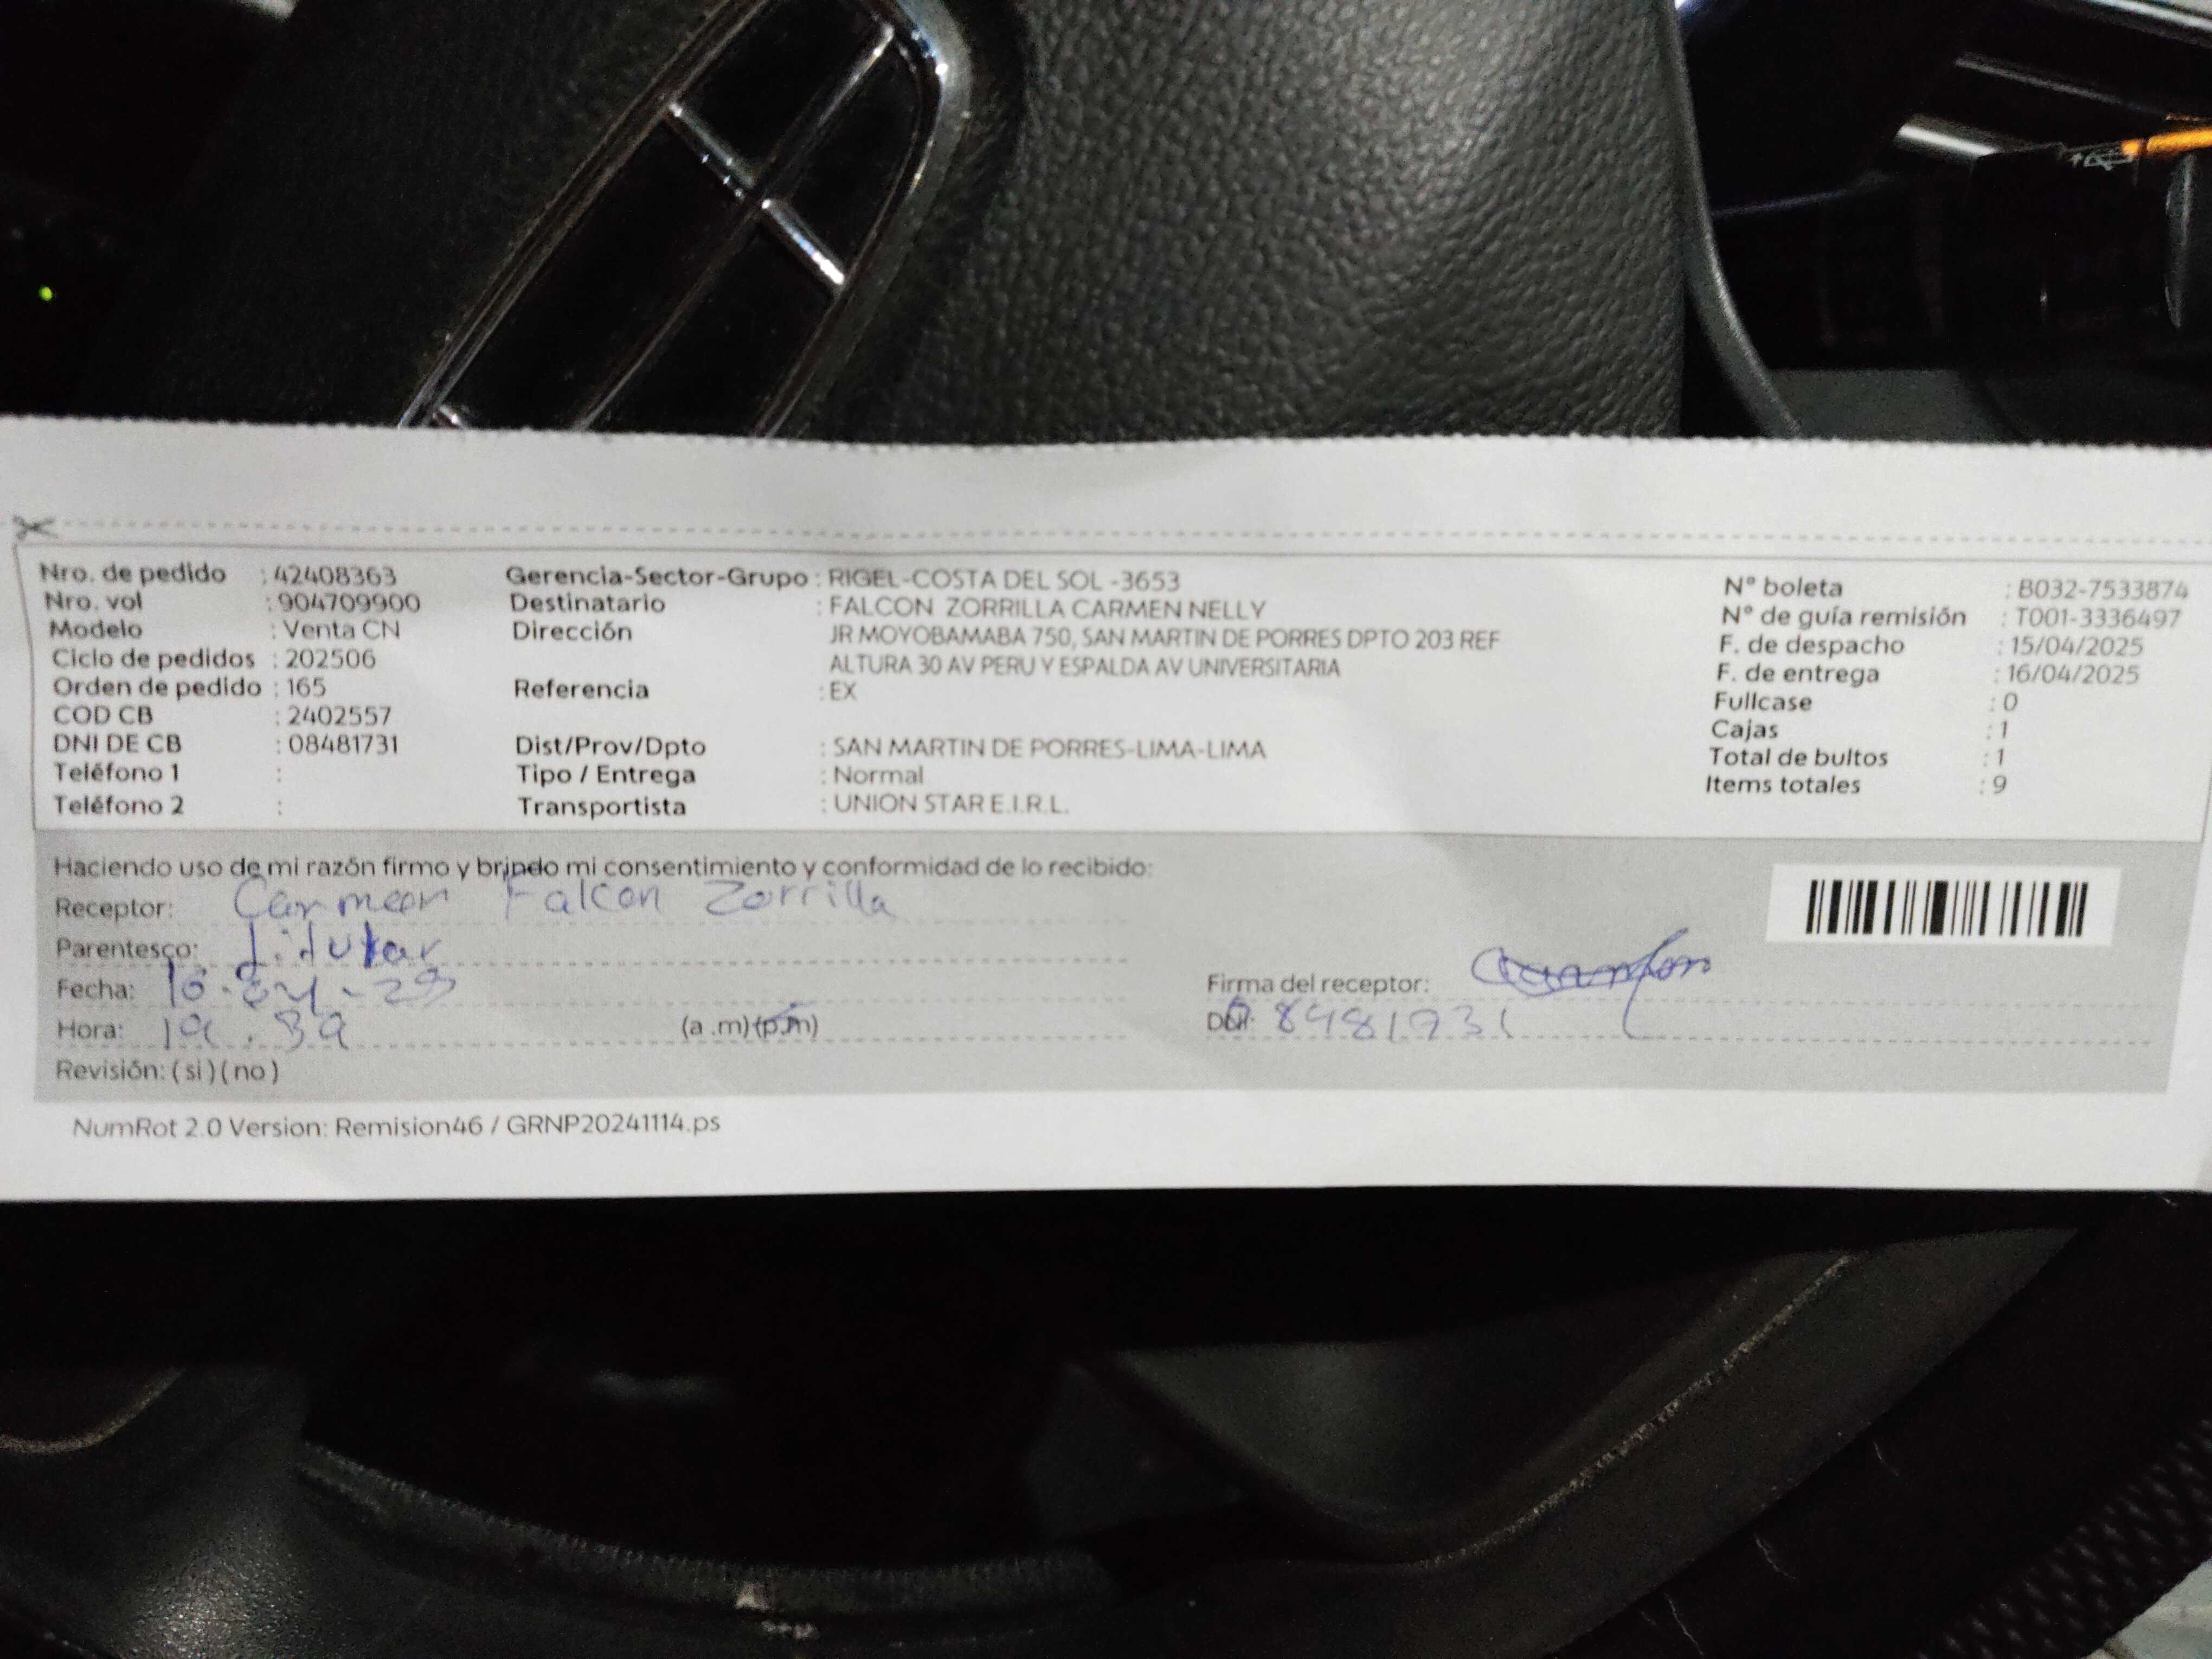 Nro. de pedido : 42408363
Nro. vol : 904709900
Modelo : Venta CN
Ciclo de pedidos : 202506
Orden de pedido : 165
COD CB : 2402557
DNI DE CB : 08481731
Teléfono 1 :
Teléfono 2 :
Gerencia-Sector-Grupo : RIGEL-COSTA DEL SOL -3653
Destinatario : FALCON ZORRILLA CARMEN NELLY
Dirección JR MOYOBAMABA 750, SAN MARTIN DE PORRES DPTO 203 REF
ALTURA 30 AV PERU Y ESPALDA AV UNIVERSITARIA
Referencia : EX
Dist/Prov/Dpto : SAN MARTIN DE PORRES-LIMA-LIMA
Tipo / Entrega : Normal
Transportista : UNION STAR E.I.R.L.
N° boleta : B032-7533874
N° de guía remisión : T001-3336497
F. de despacho : 15/04/2025
F. de entrega : 16/04/2025
Fullcase : 0
Cajas : 1
Total de bultos : 1
Items totales : 9
Haciendo uso de mi razón firmo y brindo mi consentimiento y conformidad de lo recibido:
Receptor: Carmen Falcon Zorrilla
Parentesco: Titular
Fecha:
Hora: (a .m)(p.m)
Revisión: ( si ) ( no )
Firma del receptor:
DNI: 08481731
NumRot 2.0 Version: Remision46 / GRNP20241114.ps